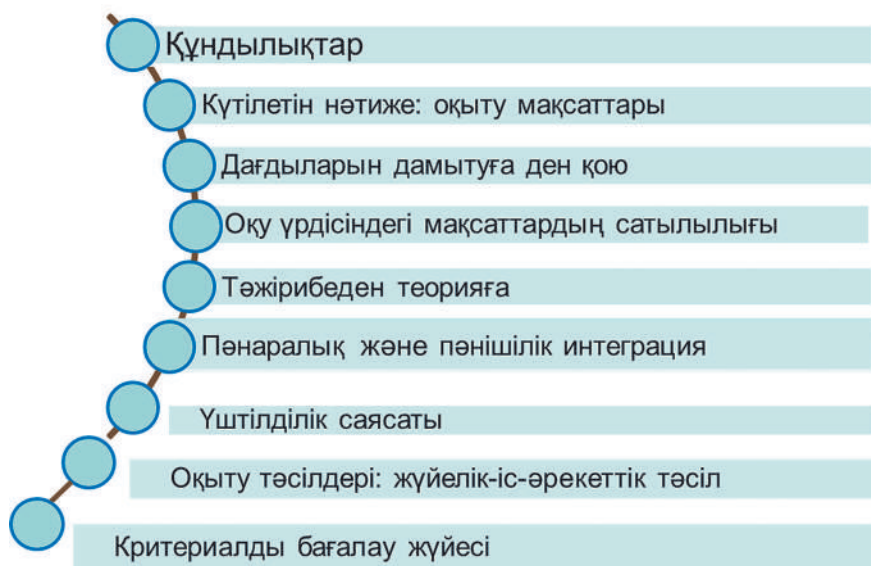 Құндылықтар
Күтілетін нәтиже: оқыту мақсаттары
Дағдыларын дамытуға ден қою
Оқу үрдісіндегі мақсаттардың сатылылығы
Тәжірибеден теорияға
Пәнаралық және пәнішілік интеграция
Үштілділік саясаты
Оқыту тәсілдері: жүйелік-іс-әрекеттік тәсіл
Критериалды бағалау жүйесі